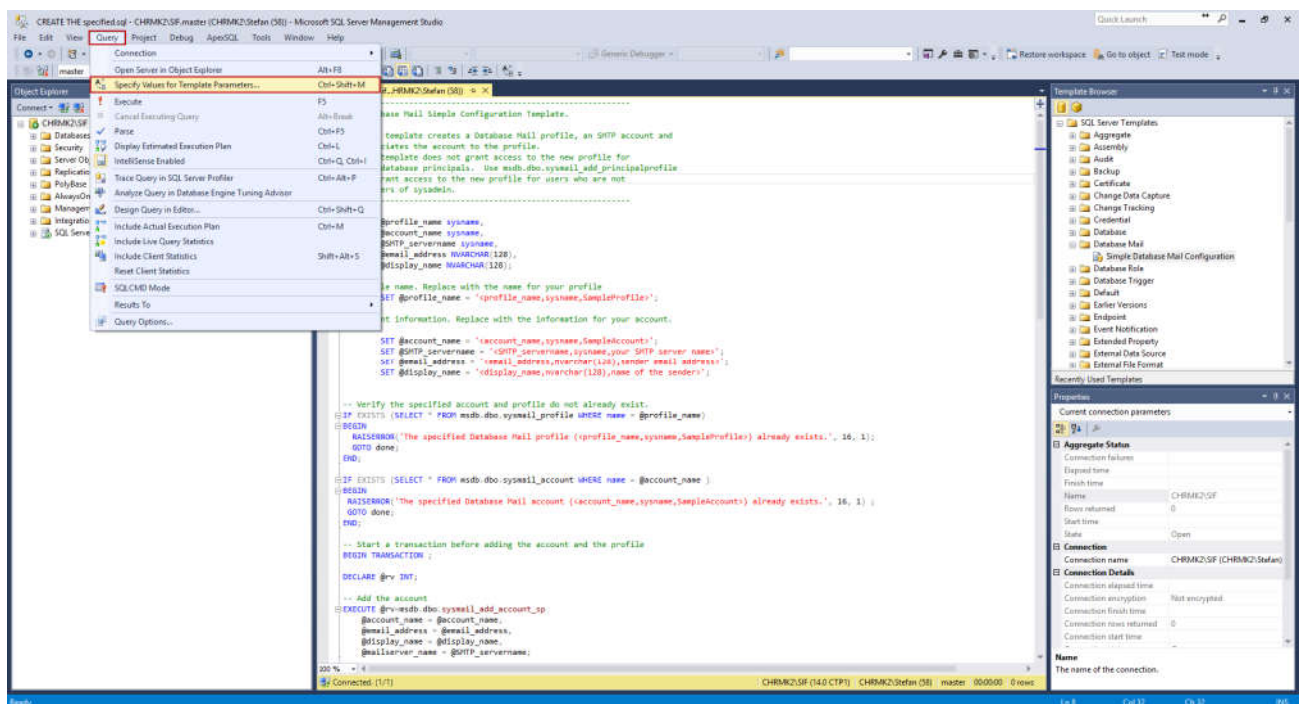 CREATE THE specified.sql - CHRMK2\SIF.master (CHRMK2\Stefan (58)) - Microsoft SQL Server Management Studio
Quick Launch
File Edit View Query Project Debug ApexSQL Tools Window Help
Generic Debugger
Restore workspace Go to object Test mode
master
Connection
Open Server in Object Explorer Alt+F8
Specify Values for Template Parameters... Ctrl+Shift+M
Execute F5
Cancel Executing Query Alt+Break
Parse Ctrl+F5
Display Estimated Execution Plan Ctrl+L
IntelliSense Enabled Ctrl+Q, Ctrl+I
Trace Query in SQL Server Profiler Ctrl+Alt+P
Analyze Query in Database Engine Tuning Advisor
Design Query in Editor... Ctrl+Shift+Q
Include Actual Execution Plan Ctrl+M
Include Live Query Statistics
Include Client Statistics Shift+Alt+S
Reset Client Statistics
SQLCMD Mode
Results To
Query Options...
Object Explorer
Connect
CHRMK2\SIF
Databases
Security
Server Ob
Replicatio
PolyBase
AlwaysOn
Managem
Integratio
SQL Serve
HRMK2\Stefan (58))
base Mail Simple Configuration Template.
template creates a Database Mail profile, an SMTP account and
ciates the account to the profile.
template does not grant access to the new profile for
database principals. Use msdb.dbo.sysmail_add_principalprofile
rant access to the new profile for users who are not
ers of sysadmin.
@profile_name sysname,
@account_name sysname,
@SMTP_servername sysname,
@email_address NVARCHAR(128),
@display_name NVARCHAR(128);
le name. Replace with the name for your profile
SET @profile_name = '<profile_name,sysname,SampleProfile>';
nt information. Replace with the information for your account.
SET @account_name = '<account_name,sysname,SampleAccount>';
SET @SMTP_servername = '<SMTP_servername,sysname,your SMTP server name>';
SET @email_address = '<email_address,nvarchar(128),sender email address>';
SET @display_name = '<display_name,nvarchar(128),name of the sender>';
-- Verify the specified account and profile do not already exist.
IF EXISTS (SELECT * FROM msdb.dbo.sysmail_profile WHERE name = @profile_name)
BEGIN
RAISERROR('The specified Database Mail profile (<profile_name,sysname,SampleProfile>) already exists.', 16, 1);
GOTO done;
END;
IF EXISTS (SELECT * FROM msdb.dbo.sysmail_account WHERE name = @account_name )
BEGIN
RAISERROR('The specified Database Mail account (<account_name,sysname,SampleAccount>) already exists.', 16, 1) ;
GOTO done;
END;
-- Start a transaction before adding the account and the profile
BEGIN TRANSACTION ;
DECLARE @rv INT;
-- Add the account
EXECUTE @rv=msdb.dbo.sysmail_add_account_sp
@account_name = @account_name,
@email_address = @email_address,
@display_name = @display_name,
@mailserver_name = @SMTP_servername;
100 %
Connected. (1/1) CHRMK2\SIF (14.0 CTP1) CHRMK2\Stefan (58) master 00:00:00 0 rows
Template Browser
SQL Server Templates
Aggregate
Assembly
Audit
Backup
Certificate
Change Data Capture
Change Tracking
Credential
Database
Database Mail
Simple Database Mail Configuration
Database Role
Database Trigger
Default
Earlier Versions
Endpoint
Event Notification
Extended Property
External Data Source
External File Format
Recently Used Templates
Properties
Current connection parameters
Aggregate Status
Connection failures
Elapsed time
Finish time
Name CHRMK2\SIF
Rows returned 0
Start time
State Open
Connection
Connection name CHRMK2\SIF (CHRMK2\Stefan)
Connection Details
Connection elapsed time
Connection encryption Not encrypted
Connection finish time
Connection rows returned 0
Connection start time
Name
The name of the connection.
Ready Ln 8 Col 32 Ch 32 INS